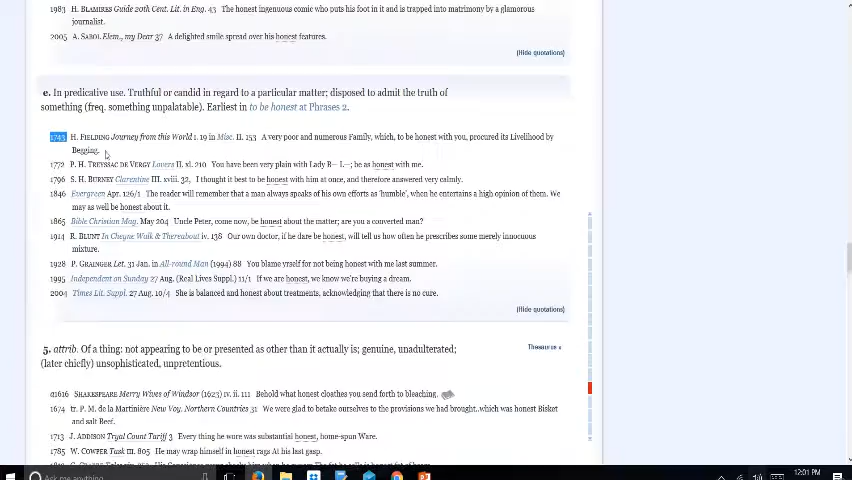 1983 H. BLAMIRES Guide 20th Cent. Lit. in Eng. 43 The honest ingenuous comic who puts his foot in it and is trapped into matrimony by a glamorous
journalist.
2005 A. SAROI Elem., my Dear 37 A delighted smile spread over his honest features.
(Hide quotations)
e. In predicative use. Truthful or candid in regard to a particular matter; disposed to admit the truth of
something (freq. something unpalatable). Earliest in to be honest at Phrases 2.
1743 H. FIELDING Journey from this World I. 19 in Misc. II. 153 A very poor and numerous Family, which, to be honest with you, procured its Livelihood by
Begging.
1772 P. H. TREYSSAC DE VERGY Lovers II. xl. 210 You have been very plain with Lady R— L—; be as honest with me.
1796 S. H. BURNEY Clarentine III. xviii. 32, I thought it best to be honest with him at once, and therefore answered very calmly.
1846 Evergreen Apr. 126/1 The reader will remember that a man always speaks of his own efforts as 'humble', when he entertains a high opinion of them. We
may as well be honest about it.
1865 Bible Christian Mag. May 204 Uncle Peter, come now, be honest about the matter; are you a converted man?
1914 R. BLUNT In Cheyne Walk & Thereabout iv. 138 Our own doctor, if he dare be honest, will tell us how often he prescribes some merely innocuous
mixture.
1928 P. GRAINGER Let. 31 Jan. in All-round Man (1994) 88 You blame yrself for not being honest with me last summer.
1995 Independent on Sunday 27 Aug. (Real Lives Suppl.) 11/1 If we are honest, we know we're buying a dream.
2004 Times Lit. Suppl. 27 Aug. 10/4 She is balanced and honest about treatments, acknowledging that there is no cure.
(Hide quotations)
5. attrib. Of a thing: not appearing to be or presented as other than it actually is; genuine, unadulterated;
Thesaurus »
(later chiefly) unsophisticated, unpretentious.
a1616 SHAKESPEARE Merry Wives of Windsor (1623) IV. ii. 111 Behold what honest cloathes you send forth to bleaching.
1674 tr. P. M. de la Martinière New Voy. Northern Countries 31 We were glad to betake ourselves to the provisions we had brought..which was honest Bisket
and salt Beef.
1713 J. ADDISON Tryal Count Tariff 3 Every thing he wore was substantial honest, home-spun Ware.
1785 W. COWPER Task III. 805 He may wrap himself in honest rags At his last gasp.
Ask me anything
12:01 PM